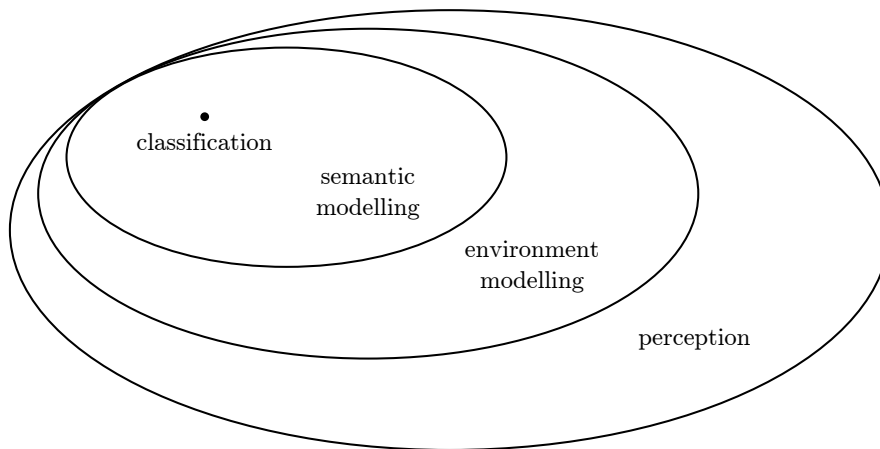 classification
semantic
modelling
environment
modelling
perception